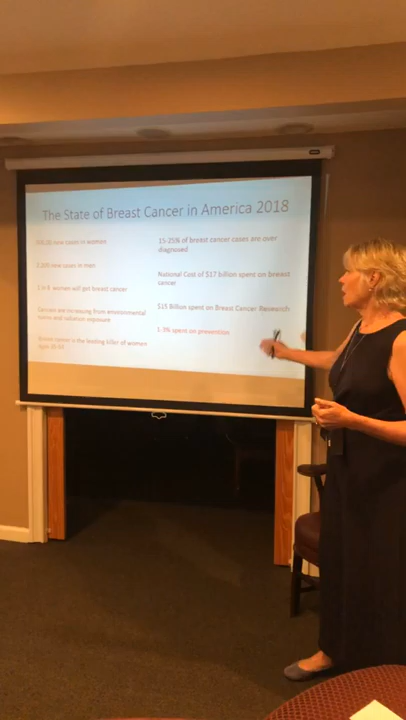 The State of Breast Cancer in America 2018
new cases in women
new cases in men
1 in 8 women will get breast cancer
Cancers are increasing from environmental
toxins and radiation exposure
cancer is the leading killer of women
ages
15-35% of breast cancer cases are over
diagnosed
National Cost of $17 billion spent on breast
cancer
$15 Billion spent on Breast Cancer Research
spent on prevention